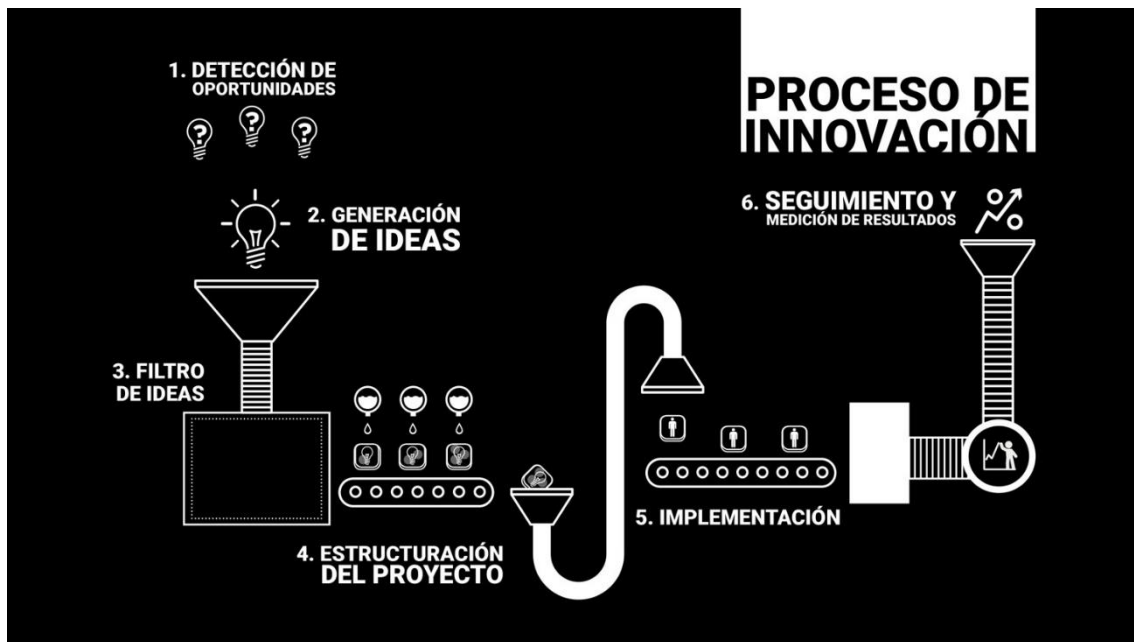 PROCESO DE
INNOVACIÓN
1. DETECCIÓN DE
OPORTUNIDADES
? ? ?
2. GENERACIÓN
DE IDEAS
3. FILTRO
DE IDEAS
4. ESTRUCTURACIÓN
DEL PROYECTO
5. IMPLEMENTACIÓN
6. SEGUIMIENTO Y
MEDICIÓN DE RESULTADOS